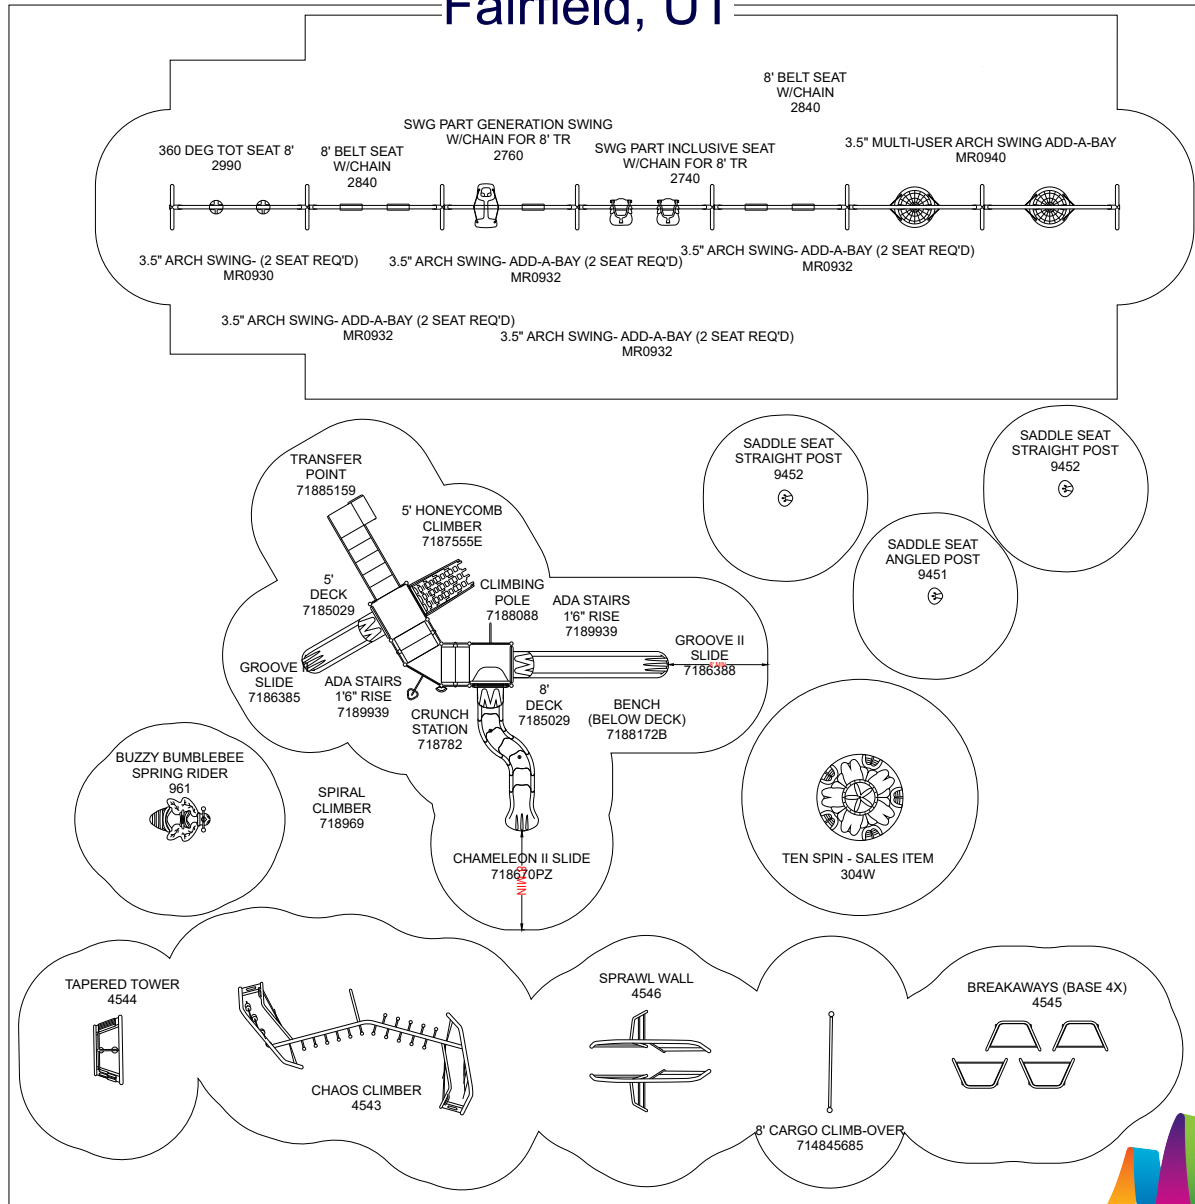 Fairfield, UT
8' BELT SEAT
W/CHAIN
2840
SWG PART GENERATION SWING
W/CHAIN FOR 8' TR
2760
360 DEG TOT SEAT 8'
2990
8' BELT SEAT
W/CHAIN
2840
SWG PART INCLUSIVE SEAT
W/CHAIN FOR 8' TR
2740
3.5" MULTI-USER ARCH SWING ADD-A-BAY
MR0940
3.5" ARCH SWING- (2 SEAT REQ'D)
MR0930
3.5" ARCH SWING- ADD-A-BAY (2 SEAT REQ'D)
MR0932
3.5" ARCH SWING- ADD-A-BAY (2 SEAT REQ'D)
MR0932
3.5" ARCH SWING- ADD-A-BAY (2 SEAT REQ'D)
MR0932
3.5" ARCH SWING- ADD-A-BAY (2 SEAT REQ'D)
MR0932
TRANSFER
POINT
71885159
5' HONEYCOMB
CLIMBER
7187555E
SADDLE SEAT
STRAIGHT POST
9452
SADDLE SEAT
STRAIGHT POST
9452
SADDLE SEAT
ANGLED POST
9451
5'
DECK
7185029
CLIMBING
POLE
7188088
ADA STAIRS
1'6" RISE
7189939
GROOVE II
SLIDE
7186388
GROOVE II
SLIDE
7186385
ADA STAIRS
1'6" RISE
7189939
CRUNCH
STATION
718782
8'
DECK
7185029
BENCH
(BELOW DECK)
7188172B
BUZZY BUMBLEBEE
SPRING RIDER
961
SPIRAL
CLIMBER
718969
CHAMELEON II SLIDE
718670PZ
MIN
TEN SPIN - SALES ITEM
304W
TAPERED TOWER
4544
CHAOS CLIMBER
4543
SPRAWL WALL
4546
8' CARGO CLIMB-OVER
714845685
BREAKAWAYS (BASE 4X)
4545